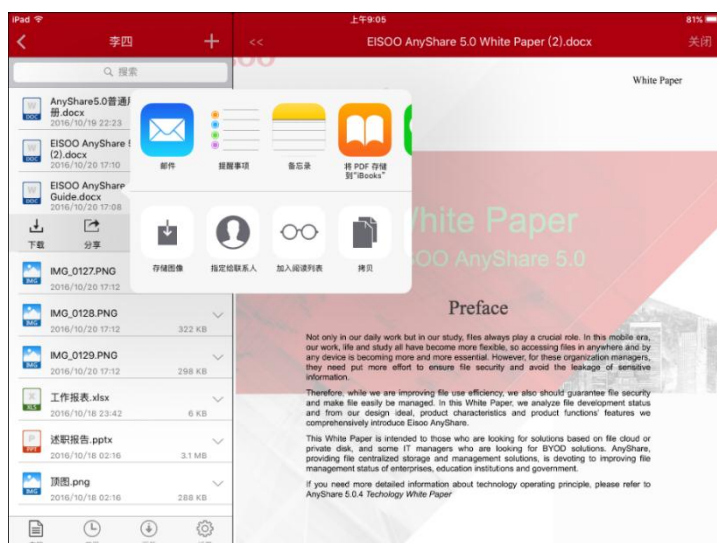 iPad
上午9:05
81%
李四
+
<<
EISOO AnyShare 5.0 White Paper (2).docx
关闭
搜索
White Paper
W
DOC
AnyShare5.0普通
册.docx
2016/10/19 22:23
W
DOC
EISOO AnyShare
(2).docx
2016/10/20 17:10
W
DOC
EISOO AnyShare
Guide.docx
2016/10/20 17:08
下载
分享
邮件
提醒事项
备忘录
将 PDF 存储
到“iBooks”
存储图像
指定给联系人
加入阅读列表
拷贝
IMG
IMG_0127.PNG
2016/10/20 17:12
IMG
IMG_0128.PNG
2016/10/20 17:12
322 KB
IMG
IMG_0129.PNG
2016/10/20 17:12
298 KB
X
XLS
工作报表.xlsx
2016/10/18 23:42
6 KB
P
PPT
述职报告.pptx
2016/10/18 02:16
3.1 MB
IMG
顶图.png
2016/10/18 02:16
288 KB
White Paper
EISOO AnyShare 5.0
Preface
Not only in our daily work but in our study, files always play a crucial role. In this mobile era,
our work, life and study all have become more flexible, so accessing files in anywhere and by
any device is becoming more and more essential. However, for these organization managers,
they need put more effort to ensure file security and avoid the leakage of sensitive
information.
Therefore, while we are improving file use efficiency, we also should guarantee file security
and make file easily be managed. In this White Paper, we analyze file development status
and from our design ideal, product characteristics and product functions' features we
comprehensively introduce Eisoo AnyShare.
This White Paper is intended to those who are looking for solutions based on file cloud or
private disk, and some IT managers who are looking for BYOD solutions. AnyShare,
providing file centralized storage and management solutions, is devoting to improving file
management status of enterprises, education institutions and government.
If you need more detailed information about technology operating principle, please refer to
AnyShare 5.0.4 Techology White Paper